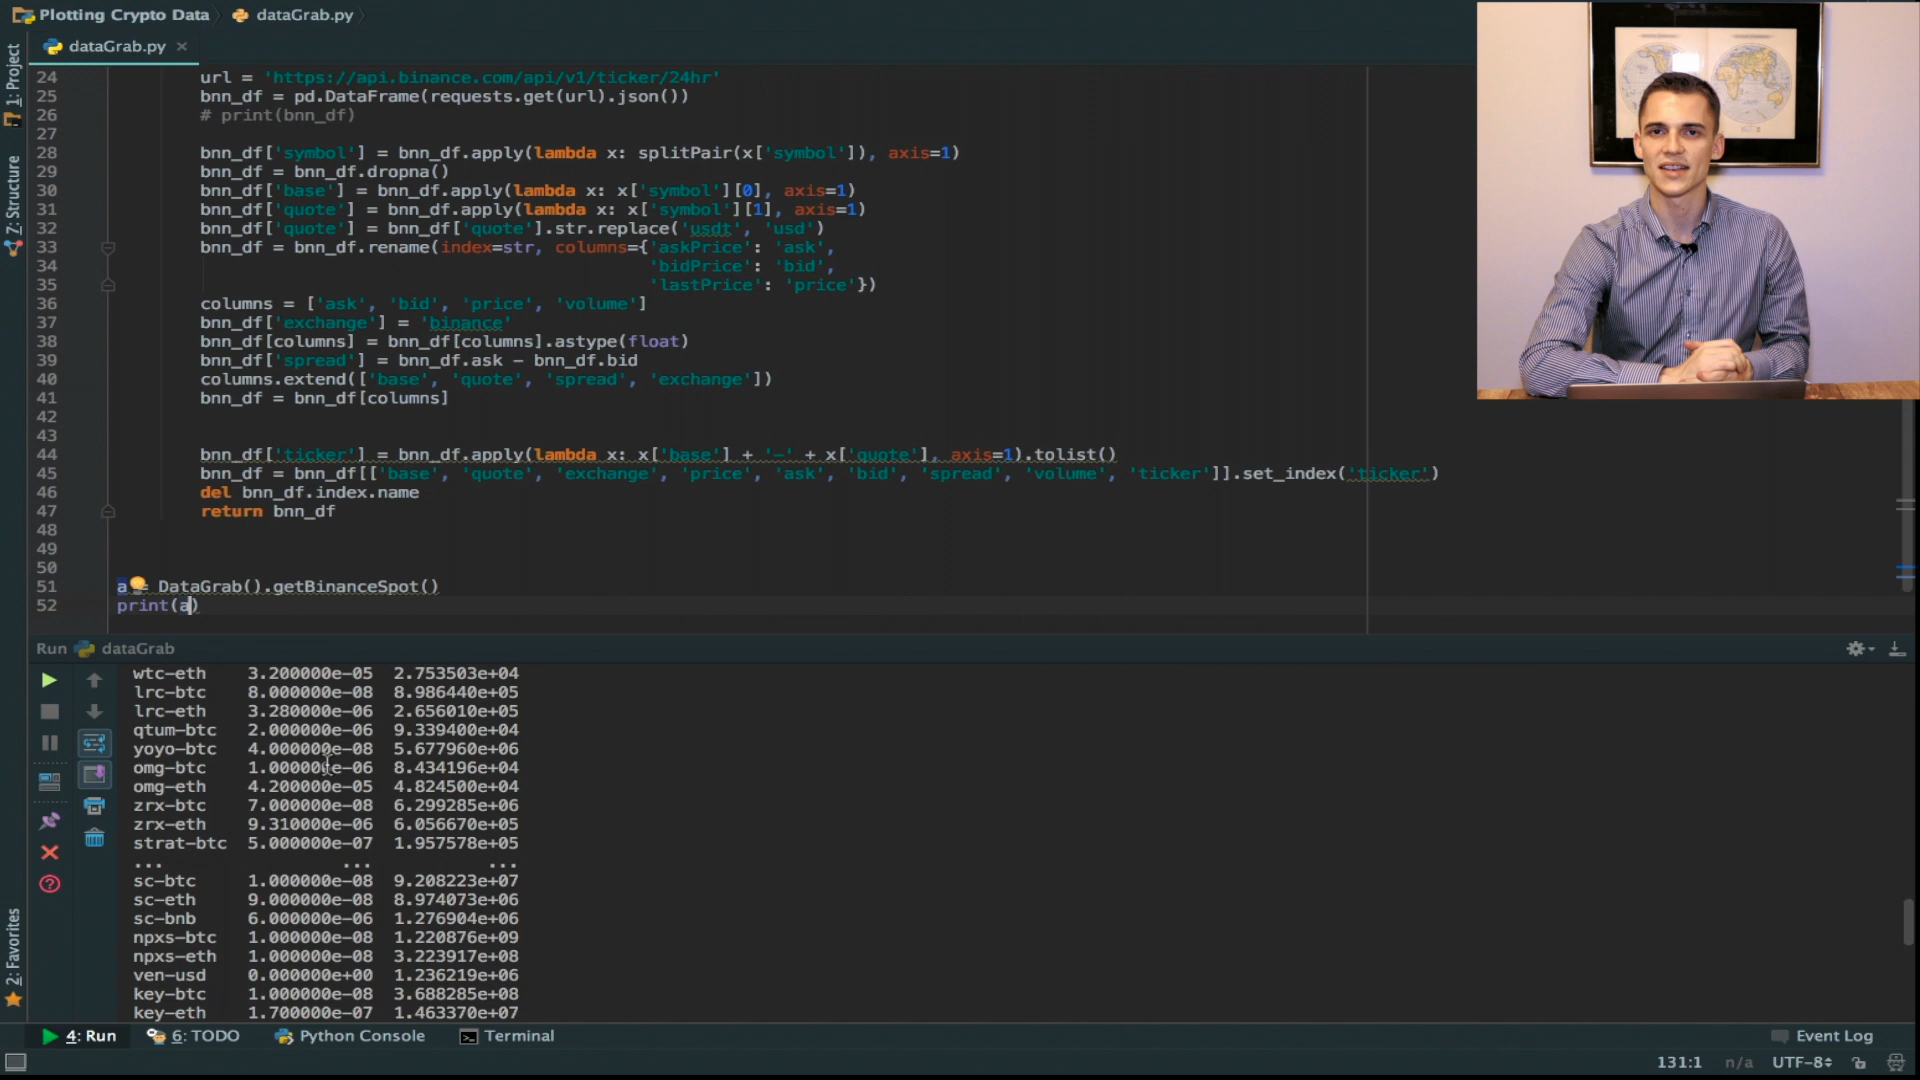 Plotting Crypto Data
dataGrab.py
dataGrab.py
1: Project
7: Structure
2: Favorites
24 url = 'https://api.binance.com/api/v1/ticker/24hr'
25 bnn_df = pd.DataFrame(requests.get(url).json())
26 # print(bnn_df)
27
28 bnn_df['symbol'] = bnn_df.apply(lambda x: splitPair(x['symbol']), axis=1)
29 bnn_df = bnn_df.dropna()
30 bnn_df['base'] = bnn_df.apply(lambda x: x['symbol'][0], axis=1)
31 bnn_df['quote'] = bnn_df.apply(lambda x: x['symbol'][1], axis=1)
32 bnn_df['quote'] = bnn_df['quote'].str.replace('usdt', 'usd')
33 bnn_df = bnn_df.rename(index=str, columns={'askPrice': 'ask',
34 'bidPrice': 'bid',
35 'lastPrice': 'price'})
36 columns = ['ask', 'bid', 'price', 'volume']
37 bnn_df['exchange'] = 'binance'
38 bnn_df[columns] = bnn_df[columns].astype(float)
39 bnn_df['spread'] = bnn_df.ask - bnn_df.bid
40 columns.extend(['base', 'quote', 'spread', 'exchange'])
41 bnn_df = bnn_df[columns]
42
43
44 bnn_df['ticker'] = bnn_df.apply(lambda x: x['base'] + '-' + x['quote'], axis=1).tolist()
45 bnn_df = bnn_df[['base', 'quote', 'exchange', 'price', 'ask', 'bid', 'spread', 'volume', 'ticker']].set_index('ticker')
46 del bnn_df.index.name
47 return bnn_df
48
49
50
51 a = DataGrab().getBinanceSpot()
52 print(a)
Run dataGrab
wtc-eth 3.200000e-05 2.753503e+04
lrc-btc 8.000000e-08 8.986440e+05
lrc-eth 3.280000e-06 2.656010e+05
qtum-btc 2.000000e-06 9.339400e+04
yoyo-btc 4.000000e-08 5.677960e+06
omg-btc 1.000000e-06 8.434196e+04
omg-eth 4.200000e-05 4.824500e+04
zrx-btc 7.000000e-08 6.299285e+06
zrx-eth 9.310000e-06 6.056670e+05
strat-btc 5.000000e-07 1.957578e+05
... ... ...
sc-btc 1.000000e-08 9.208223e+07
sc-eth 9.000000e-08 8.974073e+06
sc-bnb 6.000000e-06 1.276904e+06
npxs-btc 1.000000e-08 1.220876e+09
npxs-eth 1.000000e-08 3.223917e+08
ven-usd 0.000000e+00 1.236219e+06
key-btc 1.000000e-08 3.688285e+08
key-eth 1.700000e-07 1.463370e+07
4: Run 6: TODO Python Console Terminal Event Log
131:1 n/a UTF-8